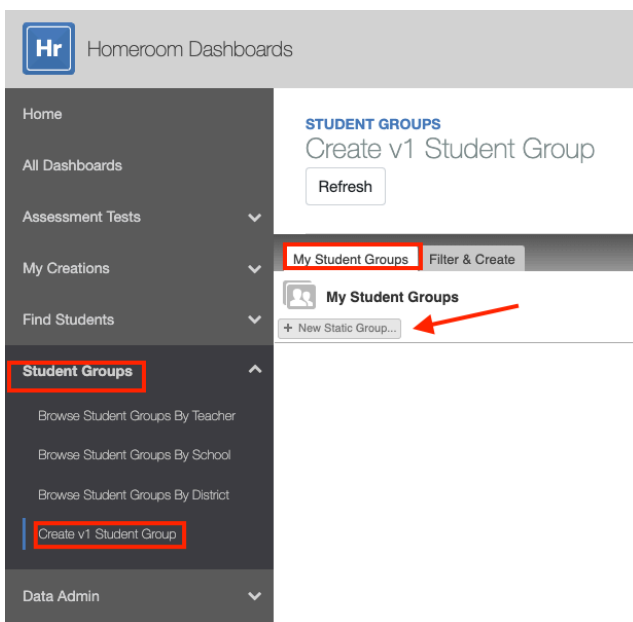 Hr
Homeroom Dashboards
Home
All Dashboards
Assessment Tests
My Creations
Find Students
Student Groups
Browse Student Groups By Teacher
Browse Student Groups By School
Browse Student Groups By District
Create v1 Student Group
Data Admin
STUDENT GROUPS
Create v1 Student Group
Refresh
My Student Groups
Filter & Create
My Student Groups
+ New Static Group...